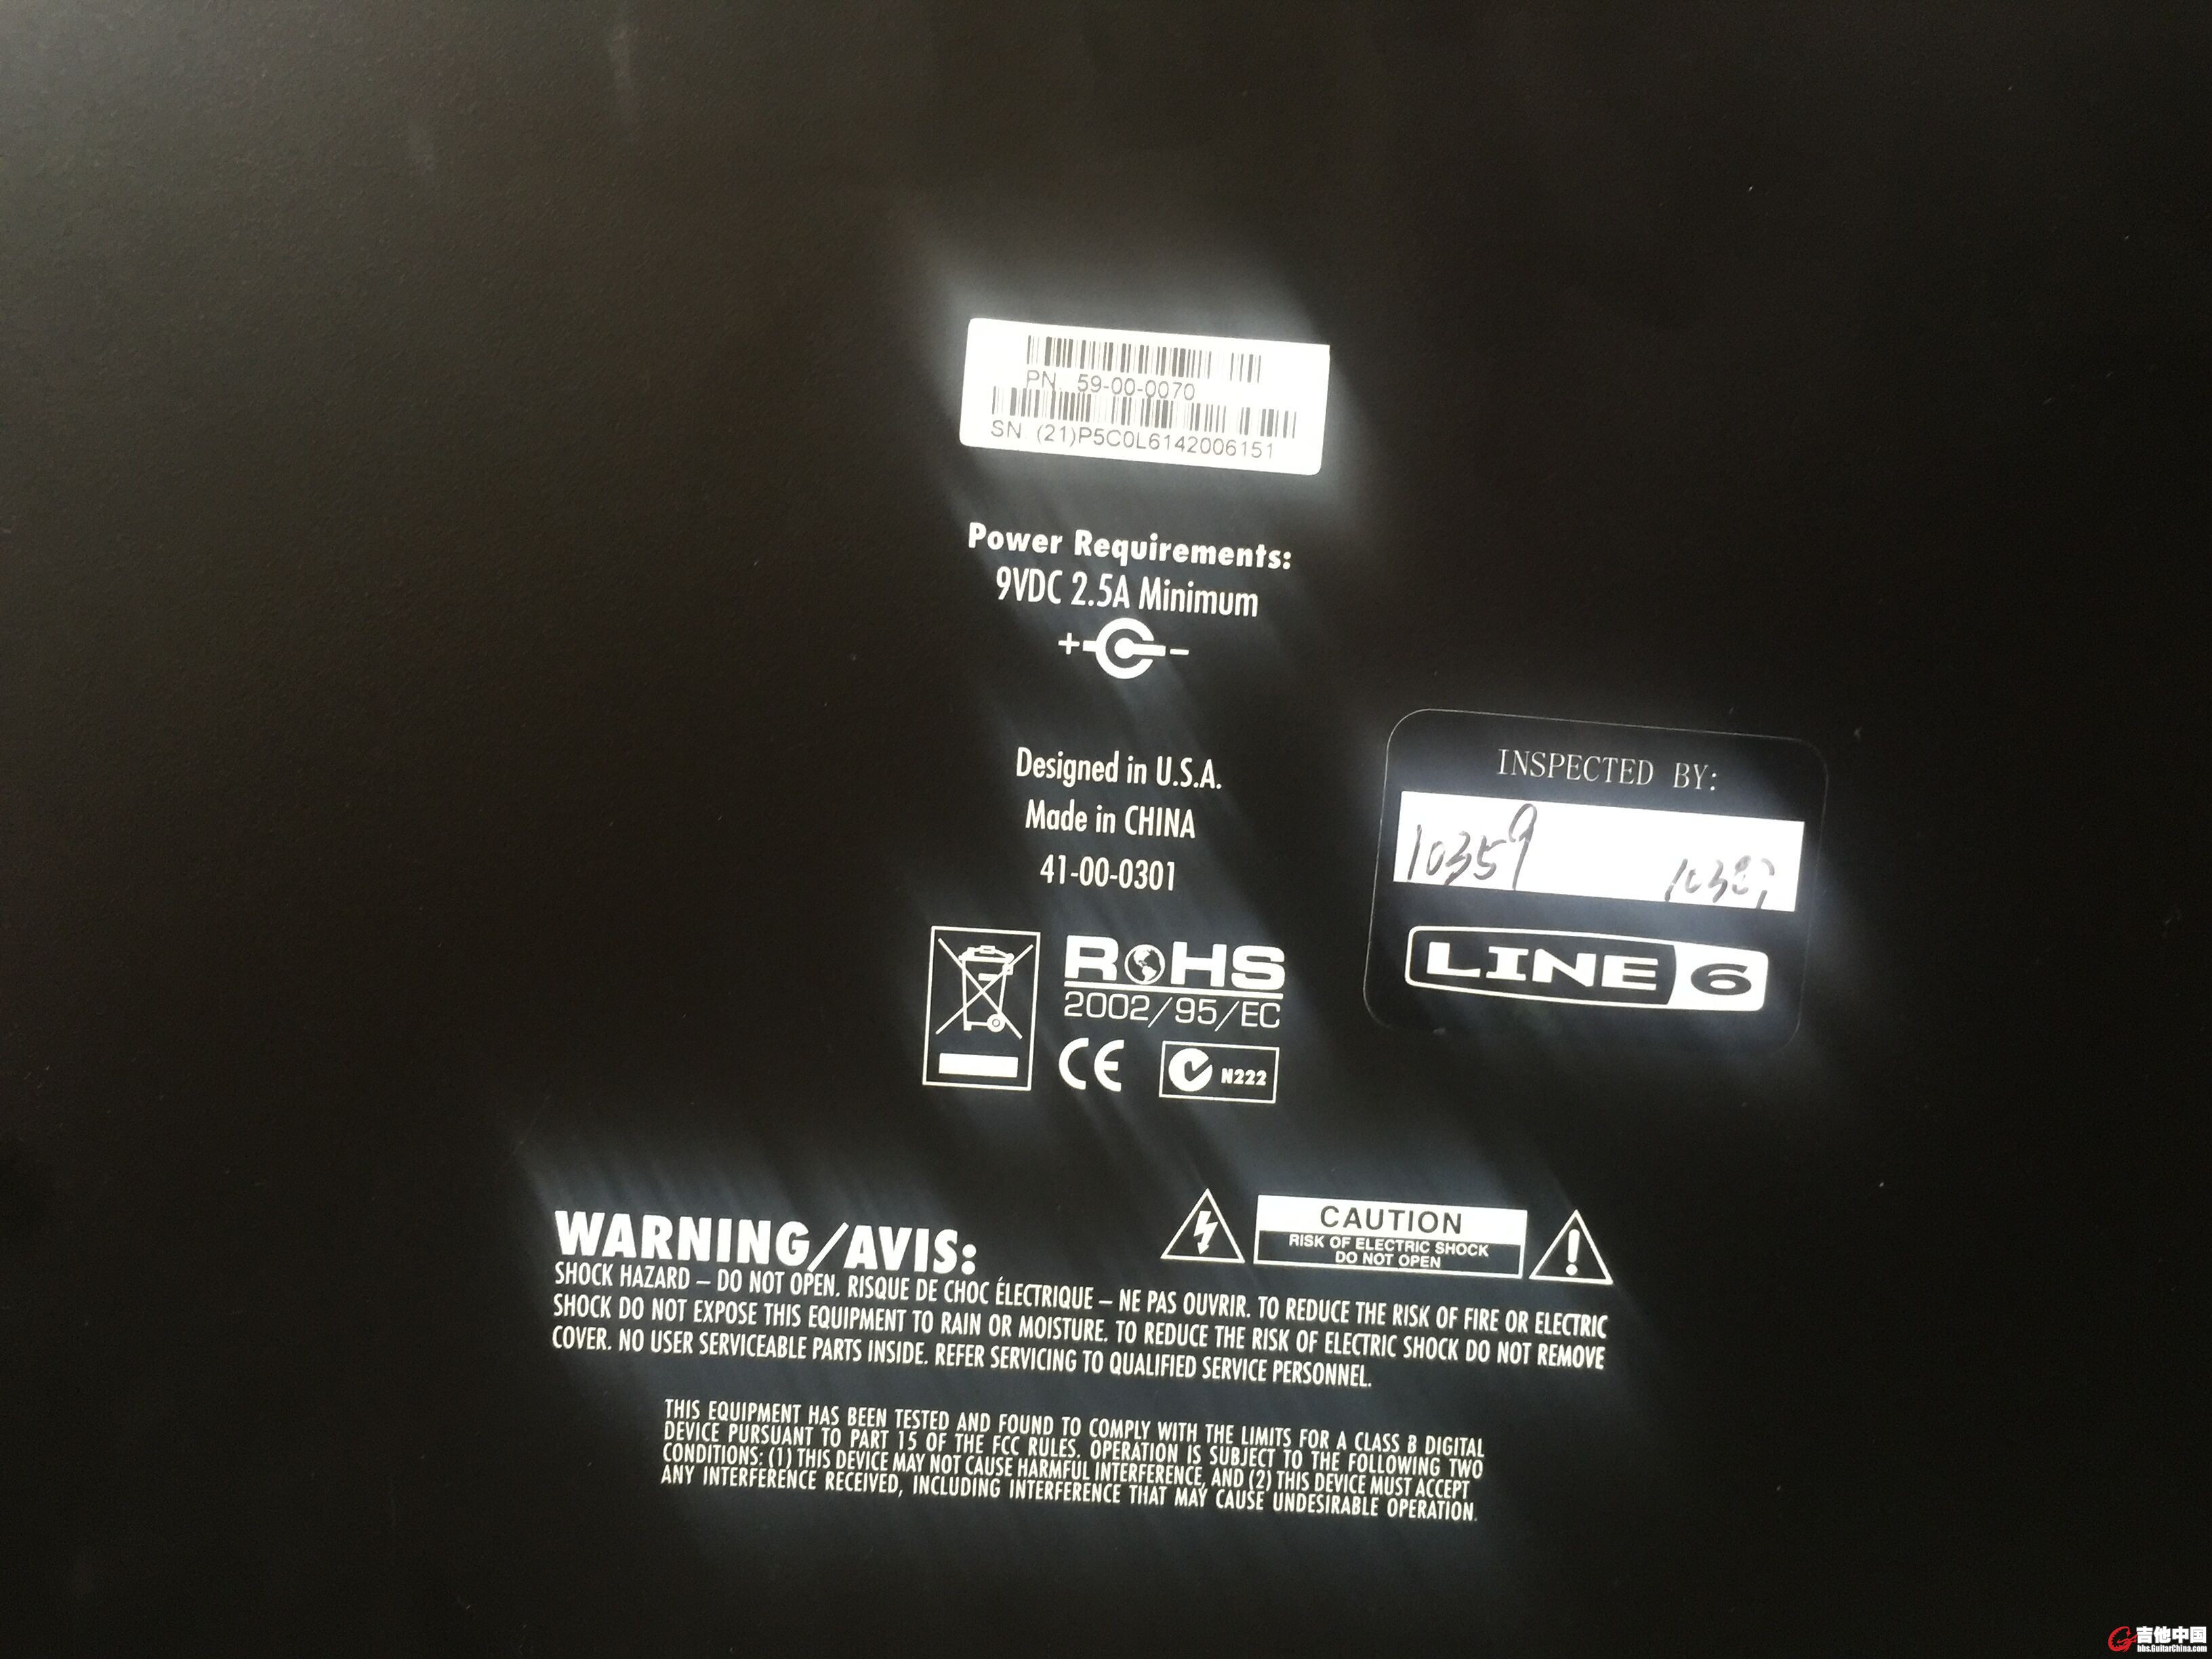 PN 59-00-0070
SN (21)P5C0L6142006151
Power Requirements:
9VDC 2.5A Minimum
+ -
Designed in U.S.A.
Made in CHINA
41-00-0301
INSPECTED BY:
10359
LINE 6
ROHS
2002/95/EC
CE
N222
WARNING/AVIS:
CAUTION
RISK OF ELECTRIC SHOCK
DO NOT OPEN
SHOCK HAZARD – DO NOT OPEN. RISQUE DE CHOC ÉLECTRIQUE – NE PAS OUVRIR. TO REDUCE THE RISK OF FIRE OR ELECTRIC
SHOCK DO NOT EXPOSE THIS EQUIPMENT TO RAIN OR MOISTURE. TO REDUCE THE RISK OF ELECTRIC SHOCK DO NOT REMOVE
COVER. NO USER SERVICEABLE PARTS INSIDE. REFER SERVICING TO QUALIFIED SERVICE PERSONNEL.
THIS EQUIPMENT HAS BEEN TESTED AND FOUND TO COMPLY WITH THE LIMITS FOR A CLASS B DIGITAL
DEVICE PURSUANT TO PART 15 OF THE FCC RULES. OPERATION IS SUBJECT TO THE FOLLOWING TWO
CONDITIONS: (1) THIS DEVICE MAY NOT CAUSE HARMFUL INTERFERENCE, AND (2) THIS DEVICE MUST ACCEPT
ANY INTERFERENCE RECEIVED, INCLUDING INTERFERENCE THAT MAY CAUSE UNDESIRABLE OPERATION.
吉他中国
bbs.GuitarChina.com